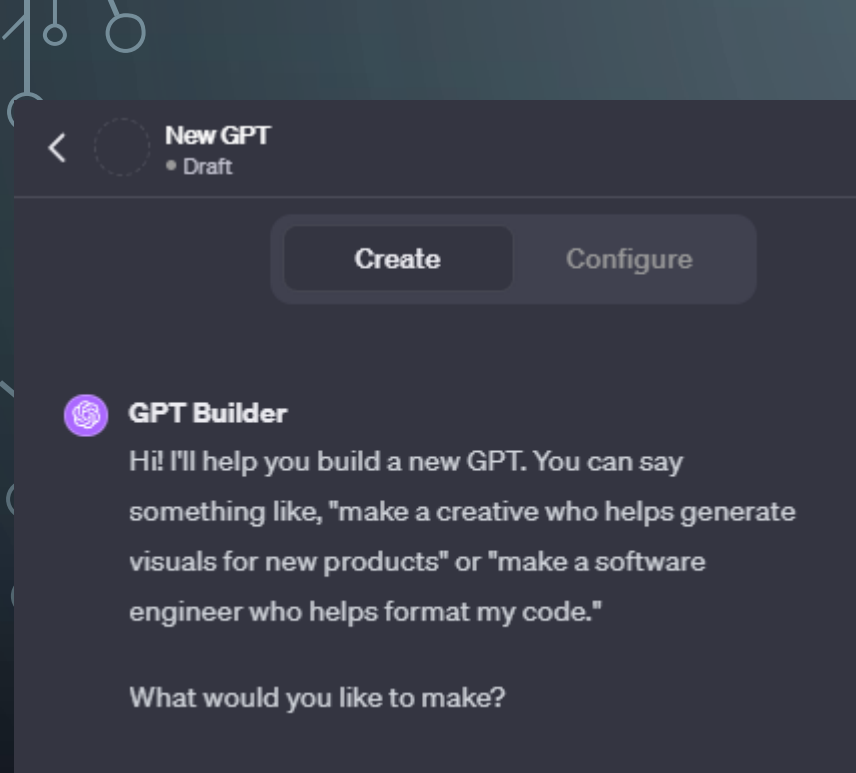 New GPT
Draft
Create
Configure
GPT Builder
Hi! I'll help you build a new GPT. You can say
something like, "make a creative who helps generate
visuals for new products" or "make a software
engineer who helps format my code."
What would you like to make?